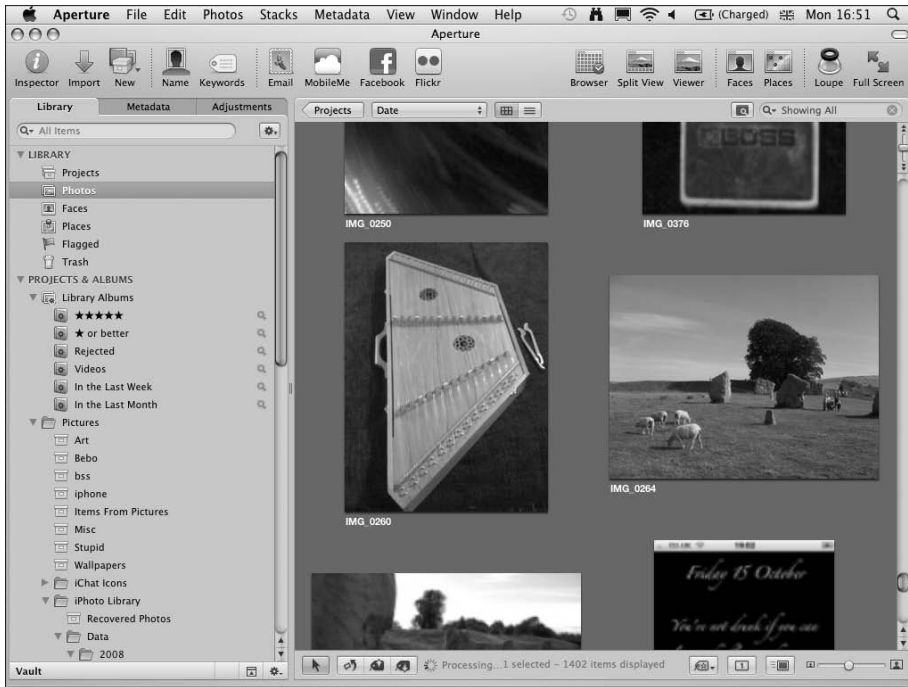 Aperture File Edit Photos Stacks Metadata View Window Help (Charged) Mon 16:51
Aperture
Inspector Import New Name Keywords Email MobileMe Facebook Flickr Browser Split View Viewer Faces Places Loupe Full Screen
Library Metadata Adjustments
Projects Date Showing All
All Items
LIBRARY
Projects
Photos
Faces
Places
Flagged
Trash
PROJECTS & ALBUMS
Library Albums
★★★★★
★ or better
Rejected
Videos
In the Last Week
In the Last Month
Pictures
Art
Bebo
bss
iphone
Items From Pictures
Misc
Stupid
Wallpapers
iChat Icons
iPhoto Library
Recovered Photos
Data
2008
Vault
BOSS
IMG_0250
IMG_0376
IMG_0260
IMG_0264
Friday 15 October
You're not drunk if you can
Processing...1 selected - 1402 items displayed
1